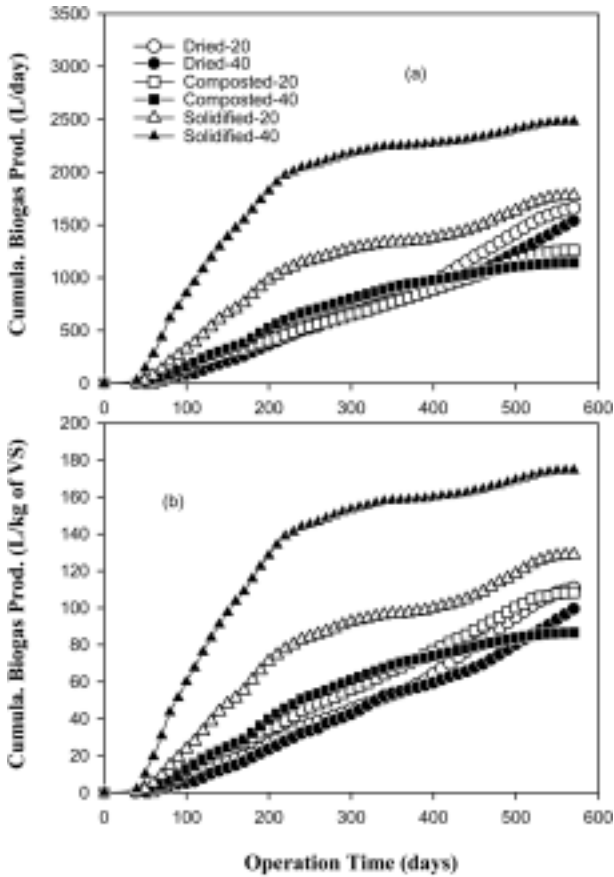 3500
3000
2500
2000
1500
1000
500
0
Cumula. Biogas Prod. (L/day)
Dried-20
Dried-40
Composted-20
Composted-40
Solidified-20
Solidified-40
(a)
0 100 200 300 400 500 600
200
180
160
140
120
100
80
60
40
20
0
Cumula. Biogas Prod. (L/kg of VS)
(b)
0 100 200 300 400 500 600
Operation Time (days)